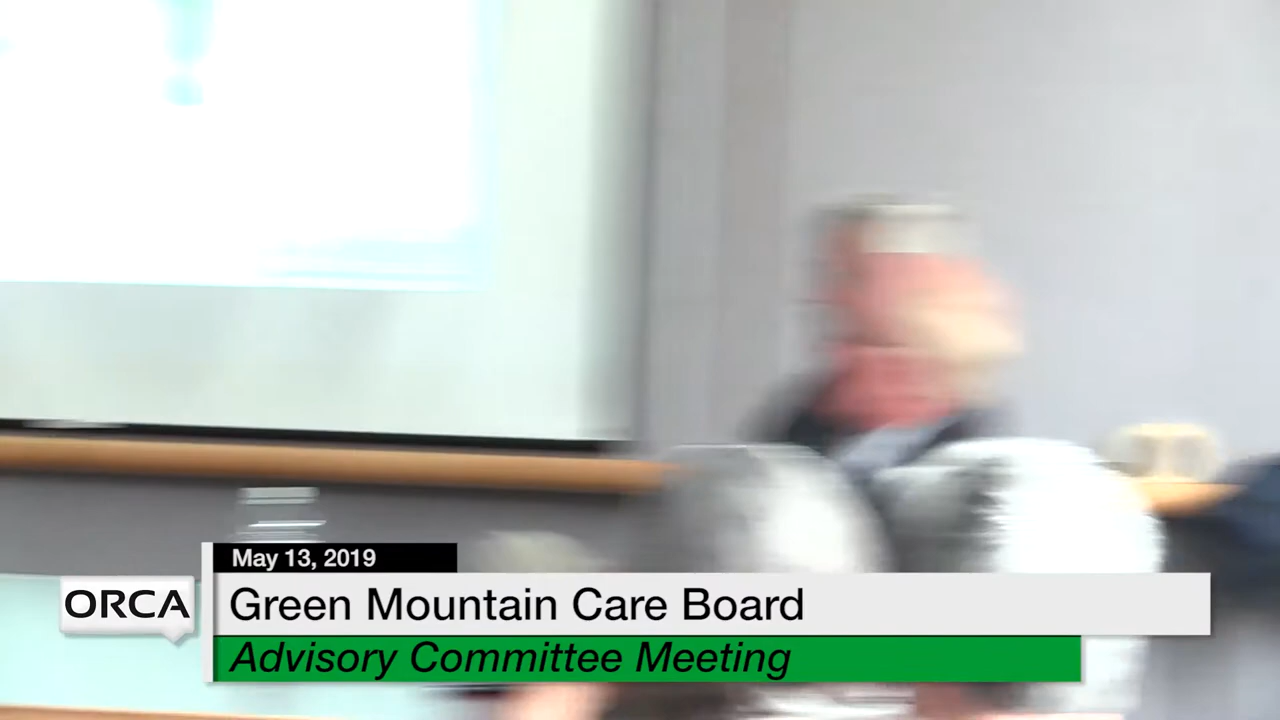 May 13, 2019
ORCA
Green Mountain Care Board
Advisory Committee Meeting